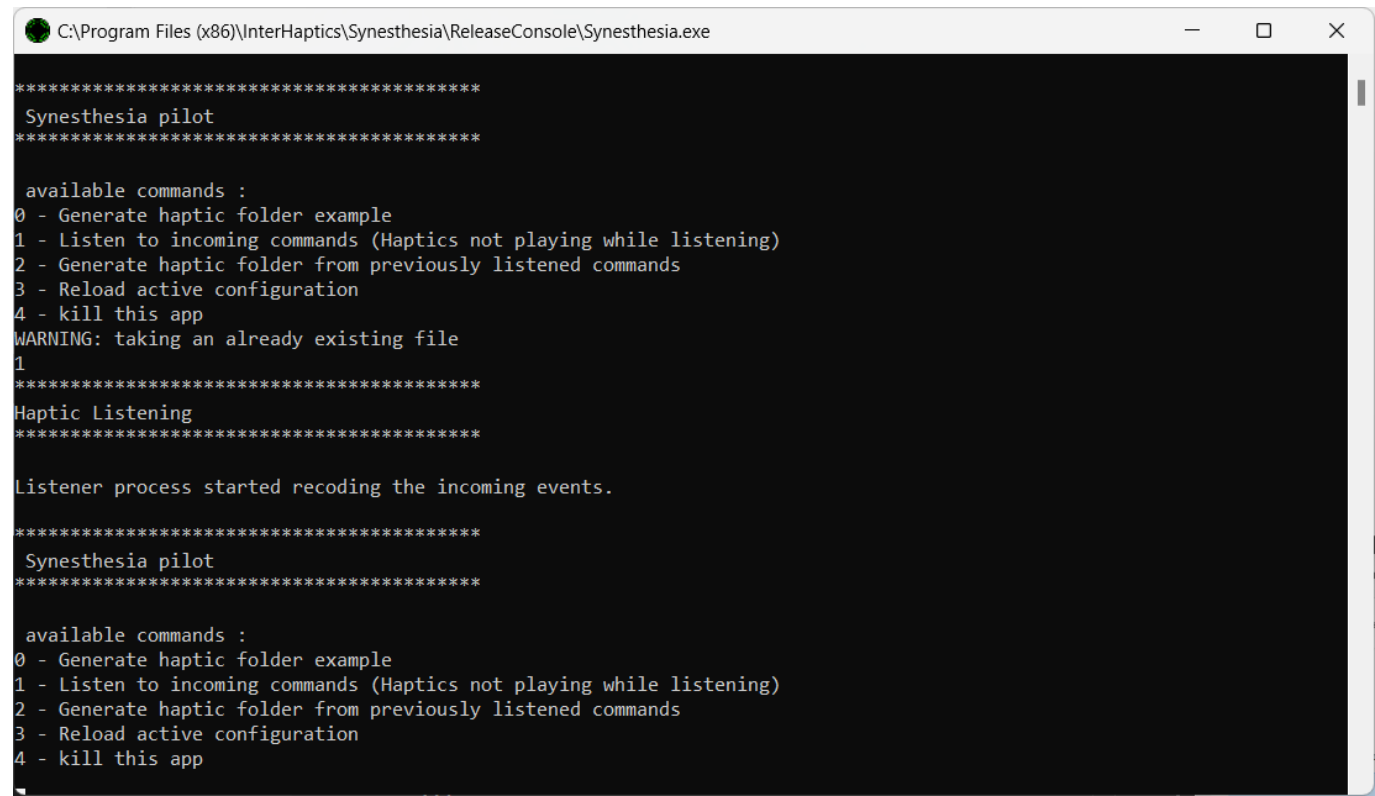 C:\Program Files (x86)\InterHaptics\Synesthesia\ReleaseConsole\Synesthesia.exe
******************************************
Synesthesia pilot
******************************************
available commands :
0 - Generate haptic folder example
1 - Listen to incoming commands (Haptics not playing while listening)
2 - Generate haptic folder from previously listened commands
3 - Reload active configuration
4 - kill this app
WARNING: taking an already existing file
1
******************************************
Haptic Listening
******************************************
Listener process started recoding the incoming events.
******************************************
Synesthesia pilot
******************************************
available commands :
0 - Generate haptic folder example
1 - Listen to incoming commands (Haptics not playing while listening)
2 - Generate haptic folder from previously listened commands
3 - Reload active configuration
4 - kill this app